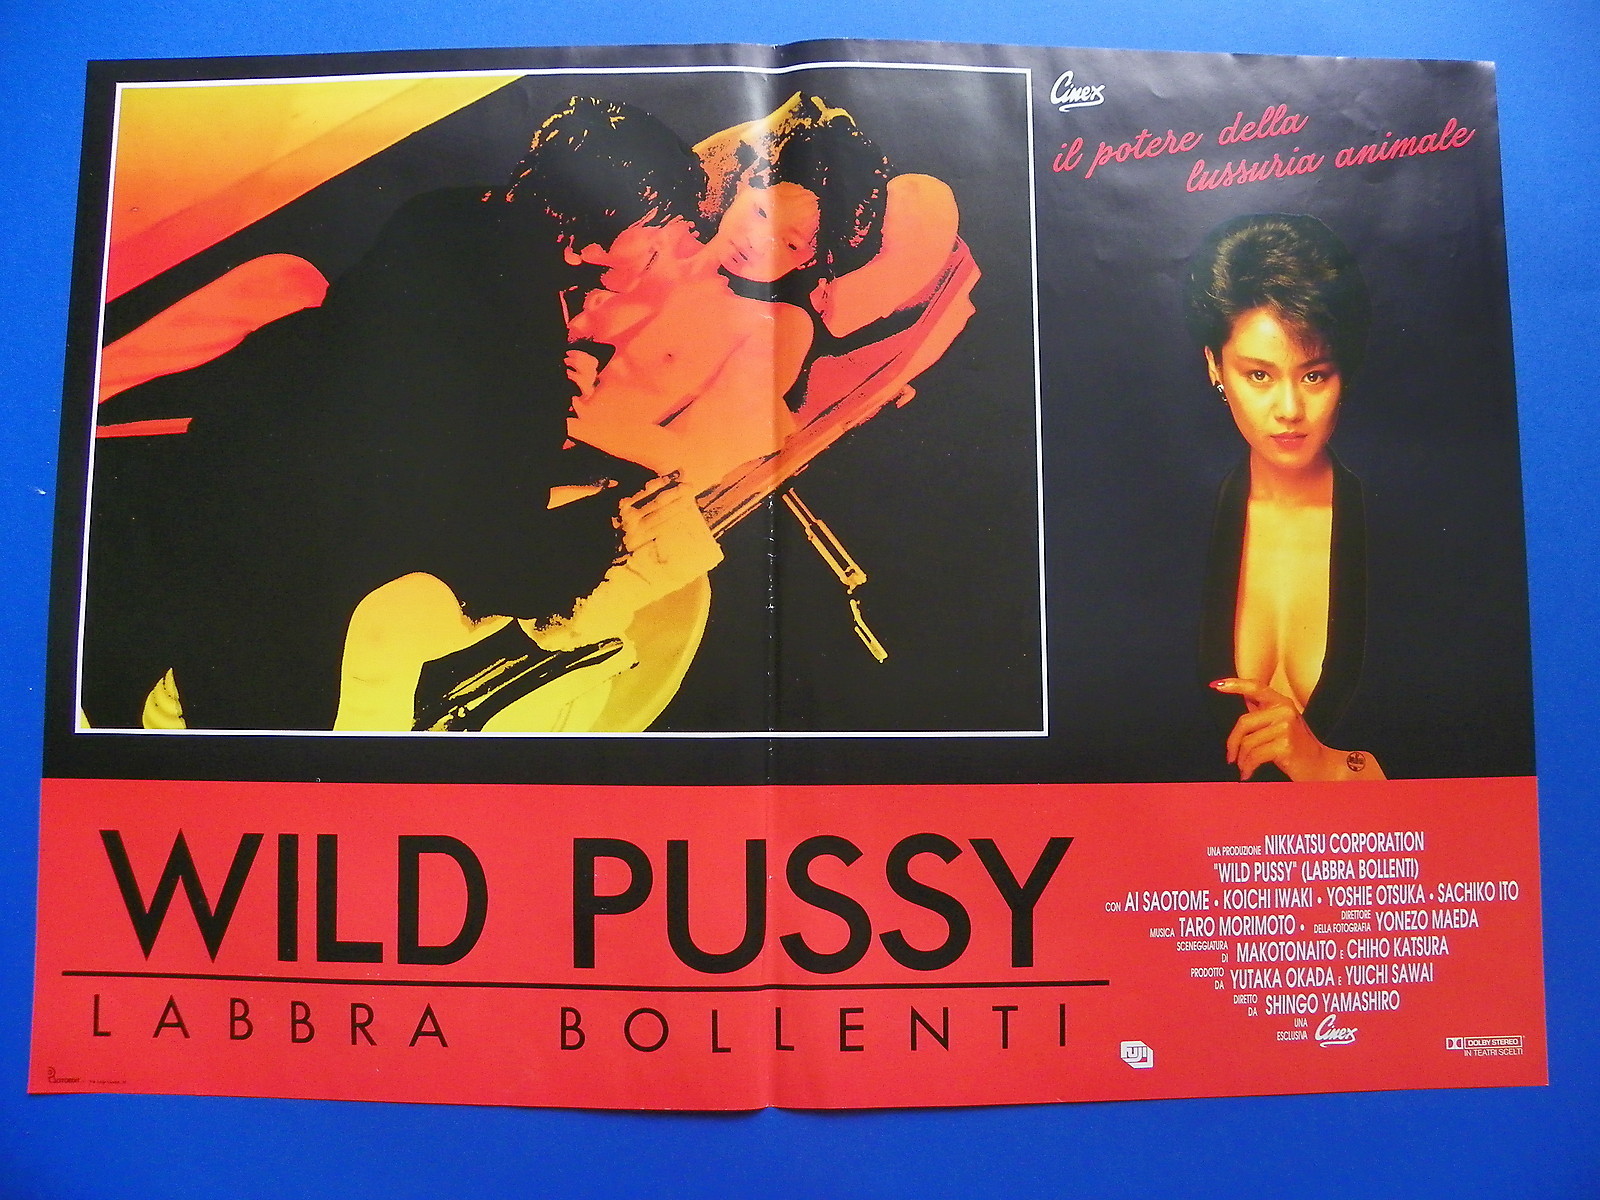 Cinex
il potere della
lussuria animale
WILD PUSSY
LABBRA BOLLENTI
UNA PRODUZIONE NIKKATSU CORPORATION
"WILD PUSSY" (LABBRA BOLLENTI)
CON AI SAOTOME • KOICHI IWAKI • YOSHIE OTSUKA • SACHIKO ITO
MUSICA TARO MORIMOTO • DIRETTORE DELLA FOTOGRAFIA YONEZO MAEDA
SCENEGGIATURA DI MAKOTONAITO E CHIHO KATSURA
PRODOTTO DA YUTAKA OKADA E YUICHI SAWAI
DIRETTO DA SHINGO YAMASHIRO
UNA ESCLUSIVA Cinex
FUJI
DOLBY STEREO
IN TEATRI SCELTI